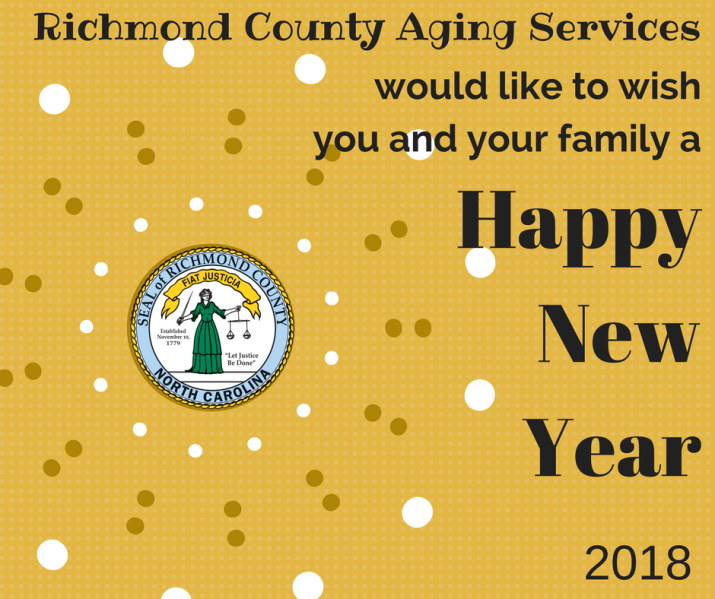 Richmond County Aging Services
would like to wish
you and your family a
Happy
New
Year
2018
SEAL of RICHMOND COUNTY
FIAT JUSTICIA
Established
November 10,
1779
"Let Justice
Be Done"
NORTH CAROLINA